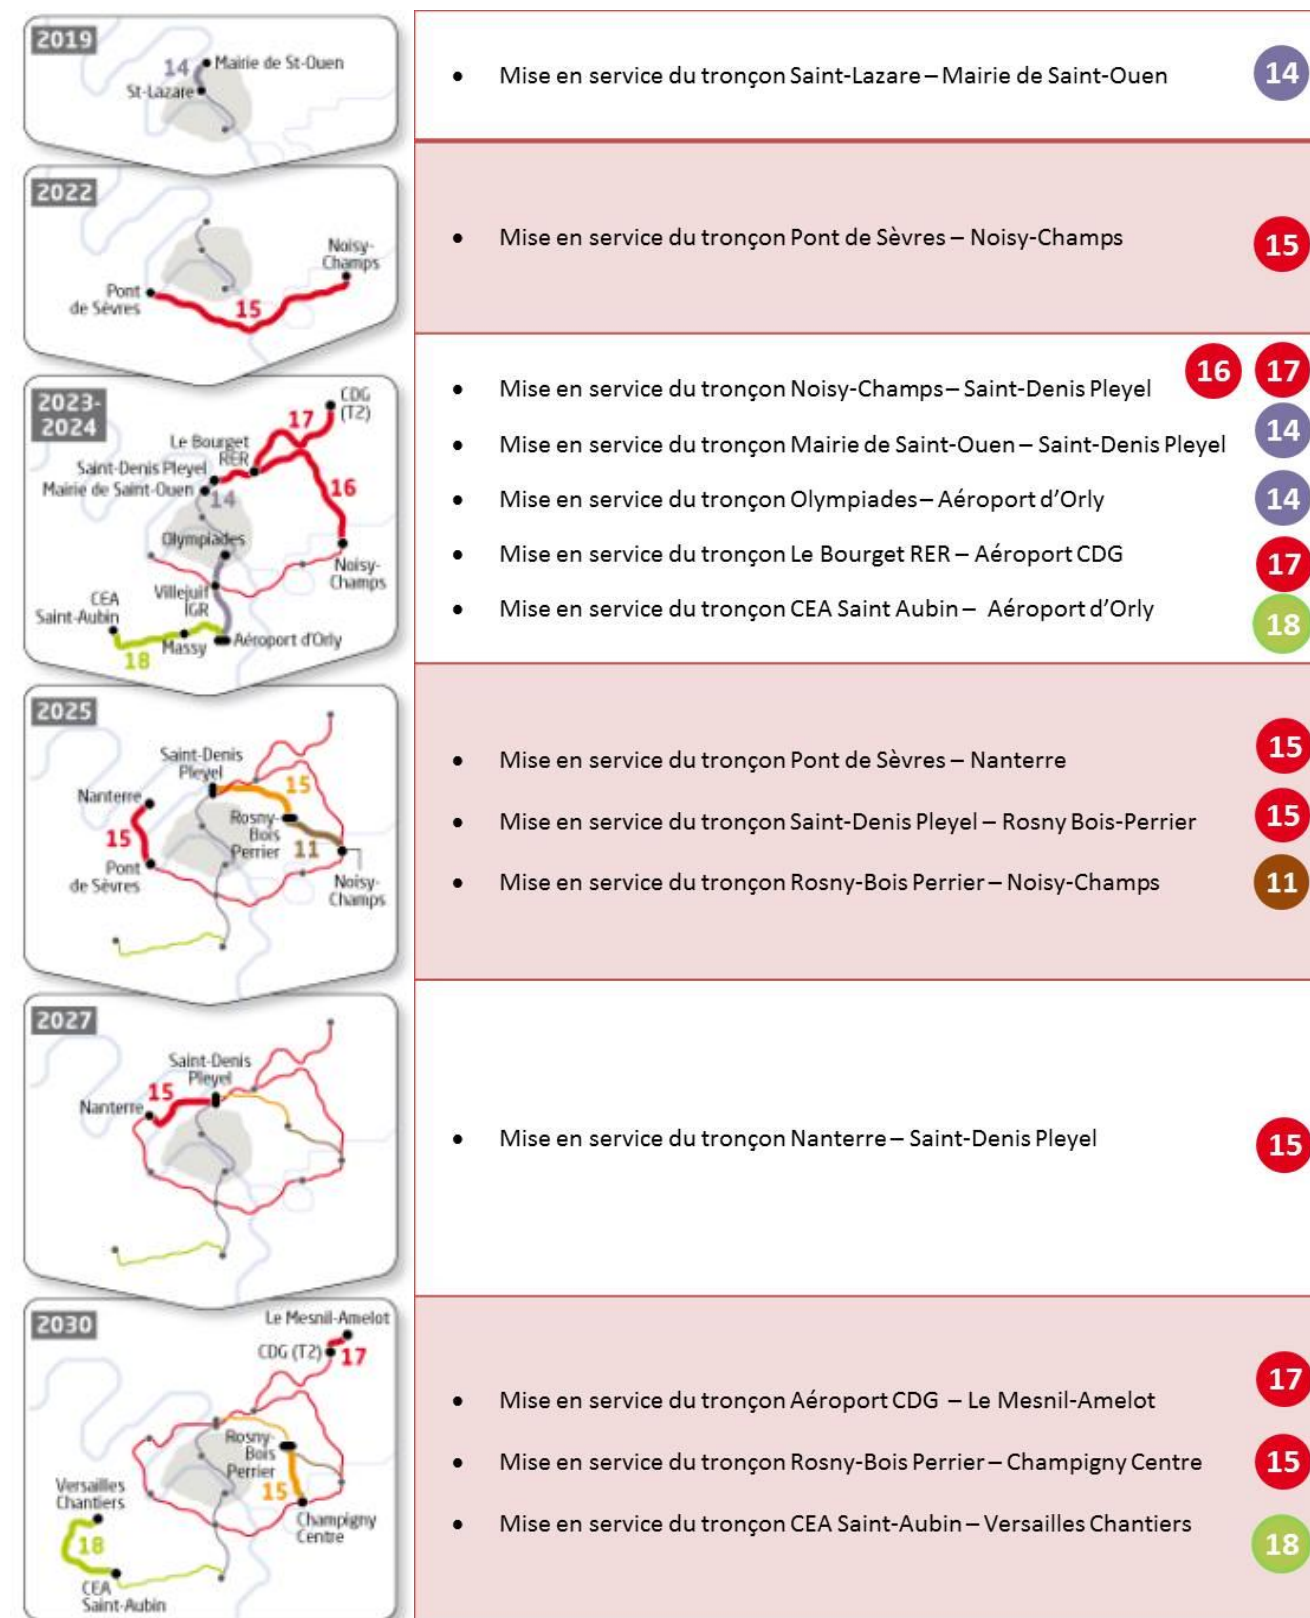 2019
14
Mairie de St-Ouen
St-Lazare
• Mise en service du tronçon Saint-Lazare – Mairie de Saint-Ouen
14
2022
Noisy-
Champs
Pont
de Sèvres
15
• Mise en service du tronçon Pont de Sèvres – Noisy-Champs
15
2023-
2024
CDG
(T2)
17
Le Bourget
RER
Saint-Denis Pleyel
Mairie de Saint-Ouen
14
16
Olympiades
Noisy-
Champs
Villejuif
IGR
CEA
Saint-Aubin
18
Massy
Aéroport d'Orly
• Mise en service du tronçon Noisy-Champs – Saint-Denis Pleyel
16 17
• Mise en service du tronçon Mairie de Saint-Ouen – Saint-Denis Pleyel
14
• Mise en service du tronçon Olympiades – Aéroport d’Orly
14
• Mise en service du tronçon Le Bourget RER – Aéroport CDG
17
• Mise en service du tronçon CEA Saint Aubin – Aéroport d’Orly
18
2025
Saint-Denis
Pleyel
15
Nanterre
15
Rosny-
Bois
Perrier
11
Pont
de Sèvres
Noisy-
Champs
• Mise en service du tronçon Pont de Sèvres – Nanterre
15
• Mise en service du tronçon Saint-Denis Pleyel – Rosny Bois-Perrier
15
• Mise en service du tronçon Rosny-Bois Perrier – Noisy-Champs
11
2027
Saint-Denis
Pleyel
15
Nanterre
• Mise en service du tronçon Nanterre – Saint-Denis Pleyel
15
2030
Le Mesnil-Amelot
CDG (T2)
17
Rosny-
Bois
Perrier
15
Versailles
Chantiers
18
Champigny
Centre
CEA
Saint-Aubin
• Mise en service du tronçon Aéroport CDG – Le Mesnil-Amelot
17
• Mise en service du tronçon Rosny-Bois Perrier – Champigny Centre
15
• Mise en service du tronçon CEA Saint-Aubin – Versailles Chantiers
18